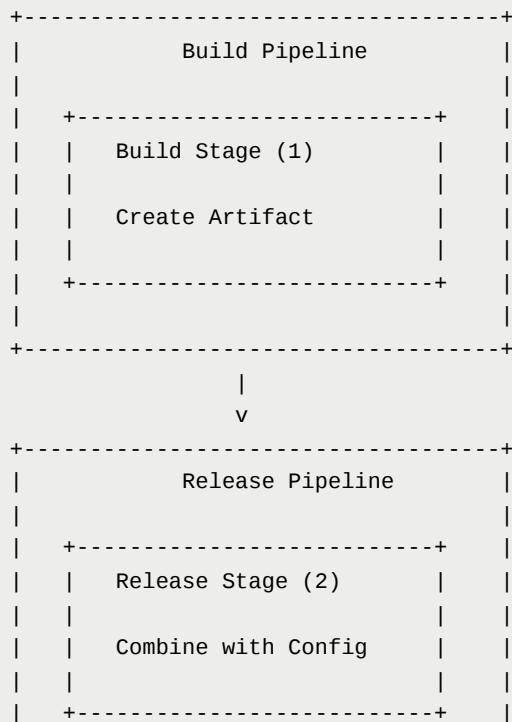 +------------------------------------+
|            Build Pipeline          |
|                                    |
|   +---------------------------+    |
|   |   Build Stage (1)         |    |
|   |                           |    |
|   |   Create Artifact         |    |
|   |                           |    |
|   +---------------------------+    |
|                                    |
+------------------------------------+
                 |
                 v
+------------------------------------+
|            Release Pipeline        |
|                                    |
|   +---------------------------+    |
|   |   Release Stage (2)       |    |
|   |                           |    |
|   |   Combine with Config     |    |
|   |                           |    |
|   +---------------------------+    |